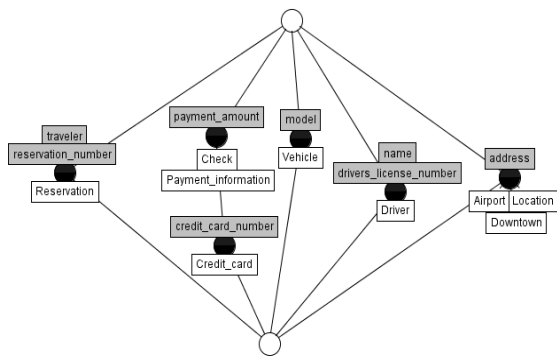 payment_amount
model
traveler
reservation_number
Reservation
Check
Payment_information
Vehicle
name
drivers_license_number
Driver
address
Airport Location
Downtown
credit_card_number
Credit_card